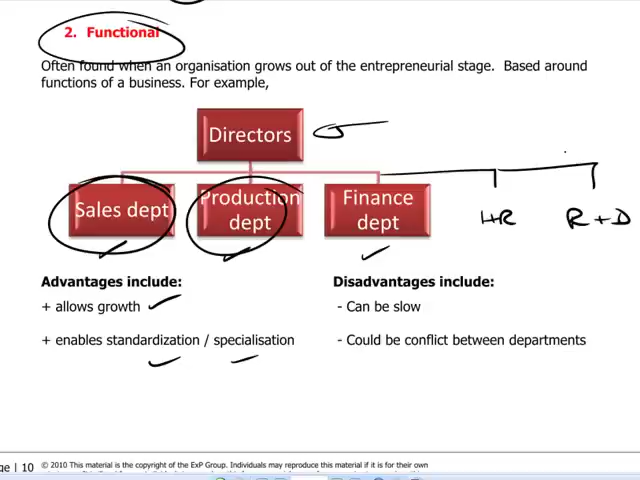 2. Functional
Often found when an organisation grows out of the entrepreneurial stage. Based around
functions of a business. For example,
Directors
Sales dept
Production
dept
Finance
dept
HR
R + D
Advantages include:
Disadvantages include:
+ allows growth
- Can be slow
+ enables standardization / specialisation
- Could be conflict between departments
ge | 10
© 2010 This material is the copyright of the ExP Group. Individuals may reproduce this material if it is for their own